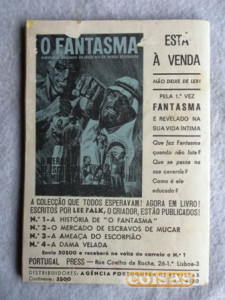 O FANTASMA
ESTÁ
À VENDA
NÃO DEIXE DE LER!
PELA 1.ª VEZ
FANTASMA
É REVELADO NA
SUA VIDA ÍNTIMA
Que faz Fantasma
quando não luta?
Que se passa na
sua caverna?
Como é ele
educado?
A COLECÇÃO QUE TODOS ESPERAVAM! AGORA EM LIVRO!
ESCRITOS POR LEE FALK, O CRIADOR, ESTÃO PUBLICADOS!
N.º 1-A HISTÓRIA DE "O FANTASMA"
N.º 2-O MERCADO DE ESCRAVOS DE MUCAR
N.º 3-A AMEAÇA DO ESCORPIÃO
N.º 4-A DAMA VELADA
Envie 30$00 e receberá na volta do correio o N.º 1
PORTUGAL PRESS — Rua Coelho da Rocha, 26-1.º Lisboa-3
DISTRIBUIDORES: AGÊNCIA PORTUGUESA DE
Continente:
coisas